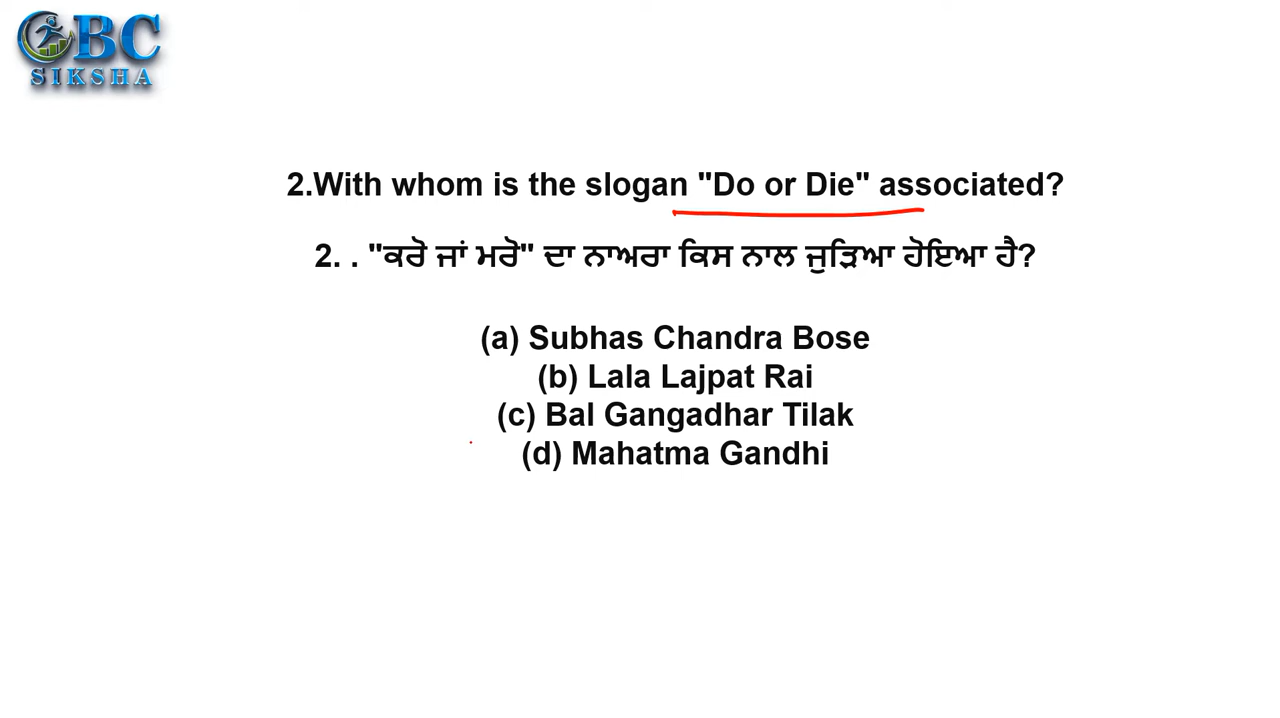 BC
SIKSHA
2.With whom is the slogan "Do or Die" associated?
2. . "ਕਰੋ ਜਾਂ ਮਰੋ" ਦਾ ਨਾਅਰਾ ਕਿਸ ਨਾਲ ਜੁੜਿਆ ਹੋਇਆ ਹੈ?
(a) Subhas Chandra Bose
(b) Lala Lajpat Rai
(c) Bal Gangadhar Tilak
(d) Mahatma Gandhi